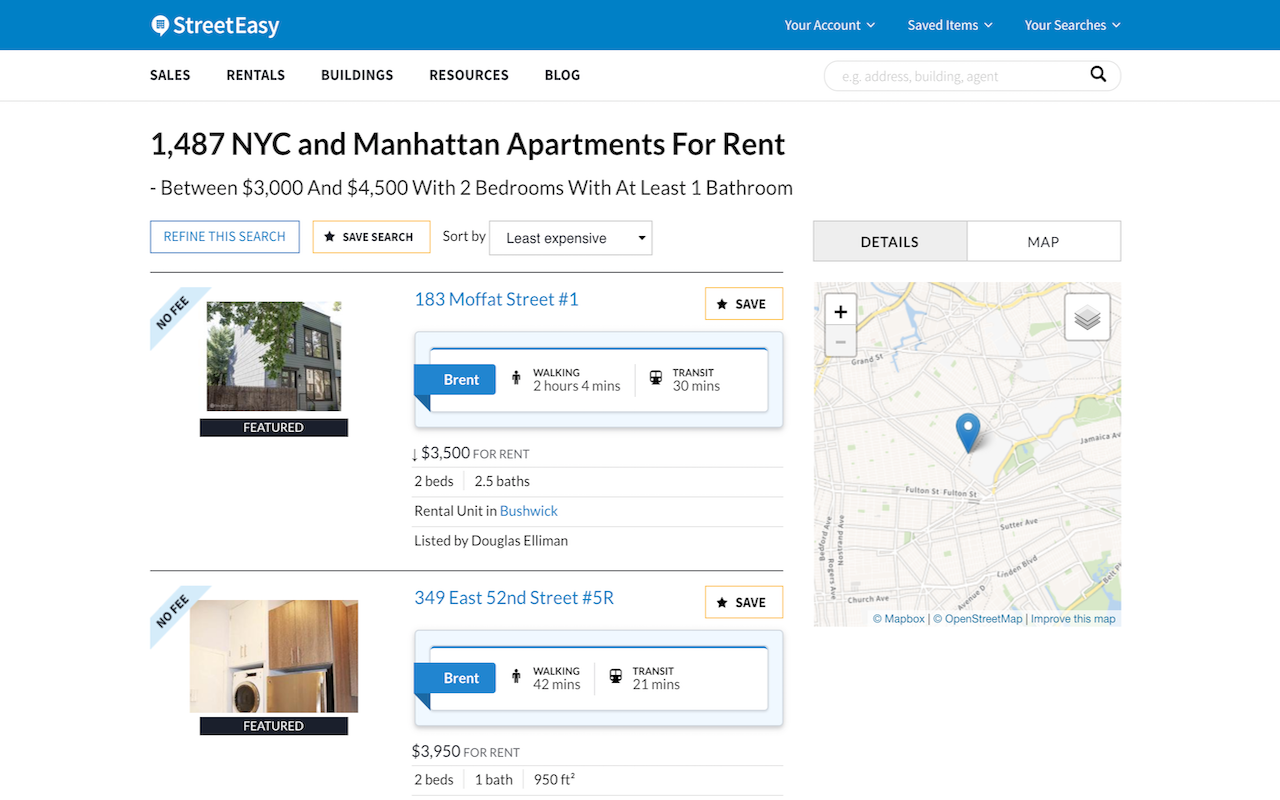 StreetEasy
Your Account
Saved Items
Your Searches
SALES
RENTALS
BUILDINGS
RESOURCES
BLOG
e.g. address, building, agent
1,487 NYC and Manhattan Apartments For Rent
- Between $3,000 And $4,500 With 2 Bedrooms With At Least 1 Bathroom
REFINE THIS SEARCH
SAVE SEARCH
Sort by
Least expensive
DETAILS
MAP
NO FEE
FEATURED
183 Moffat Street #1
SAVE
Brent
WALKING
2 hours 4 mins
TRANSIT
30 mins
↓ $3,500 FOR RENT
2 beds
2.5 baths
Rental Unit in Bushwick
Listed by Douglas Elliman
+
−
Grand St
Jamaica Av
Fulton St Fulton St
Sutter Ave
Bedford Ave
Nostrand Ave
Rogers Ave
Linden Blvd
Church Ave
Avenue D
Belt P
© Mapbox | © OpenStreetMap | Improve this map
NO FEE
FEATURED
349 East 52nd Street #5R
SAVE
Brent
WALKING
42 mins
TRANSIT
21 mins
$3,950 FOR RENT
2 beds
1 bath
950 ft²